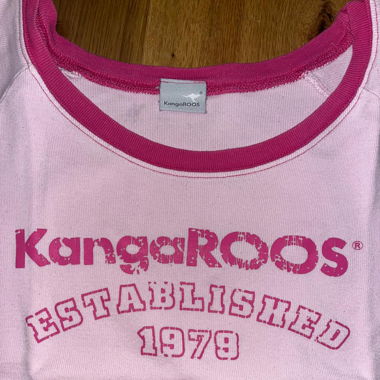 KangaROOS
KangaROOS®
ESTABLISHED
1979